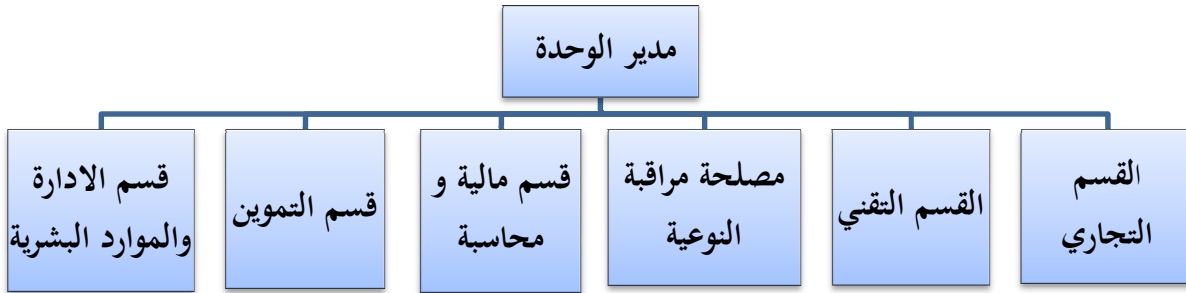 مدير الوحدة
القسم
التجاري
القسم التقني
مصلحة مراقبة
النوعية
قسم مالية و
محاسبة
قسم التموين
قسم الادارة
والموارد البشرية